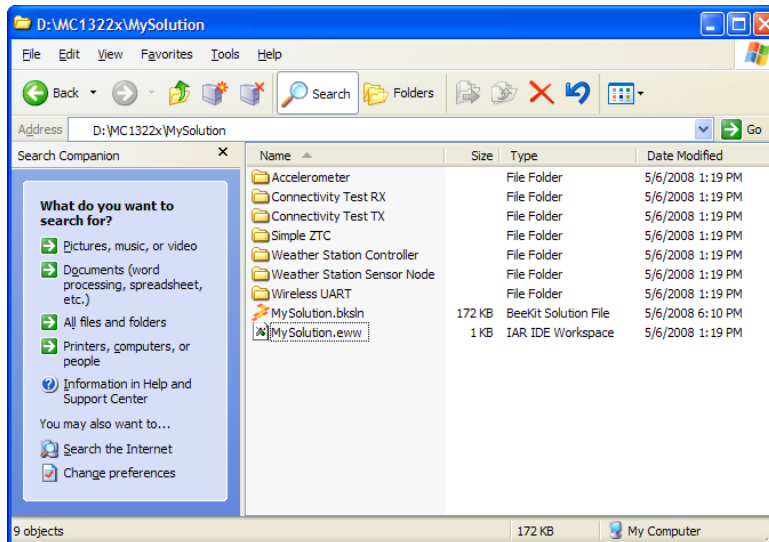 D:\MC1322x\MySolution
File Edit View Favorites Tools Help
Back Search Folders
Address D:\MC1322x\MySolution Go
Search Companion
What do you want to
search for?
Pictures, music, or video
Documents (word
processing, spreadsheet,
etc.)
All files and folders
Printers, computers, or
people
Information in Help and
Support Center
You may also want to...
Search the Internet
Change preferences
Name Size Type Date Modified
Accelerometer File Folder 5/6/2008 1:19 PM
Connectivity Test RX File Folder 5/6/2008 1:19 PM
Connectivity Test TX File Folder 5/6/2008 1:19 PM
Simple ZTC File Folder 5/6/2008 1:19 PM
Weather Station Controller File Folder 5/6/2008 1:19 PM
Weather Station Sensor Node File Folder 5/6/2008 1:19 PM
Wireless UART File Folder 5/6/2008 1:19 PM
MySolution.bksln 172 KB BeeKit Solution File 5/6/2008 6:10 PM
MySolution.eww 1 KB IAR IDE Workspace 5/6/2008 1:19 PM
9 objects 172 KB My Computer